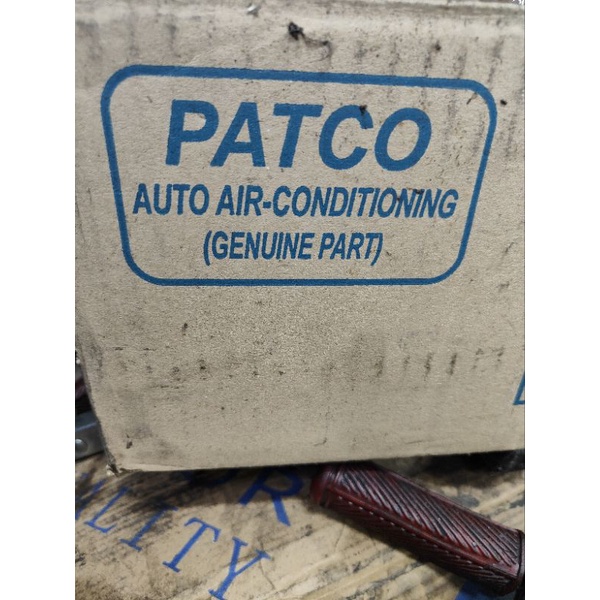 PATCO
AUTO AIR-CONDITIONING
(GENUINE PART)